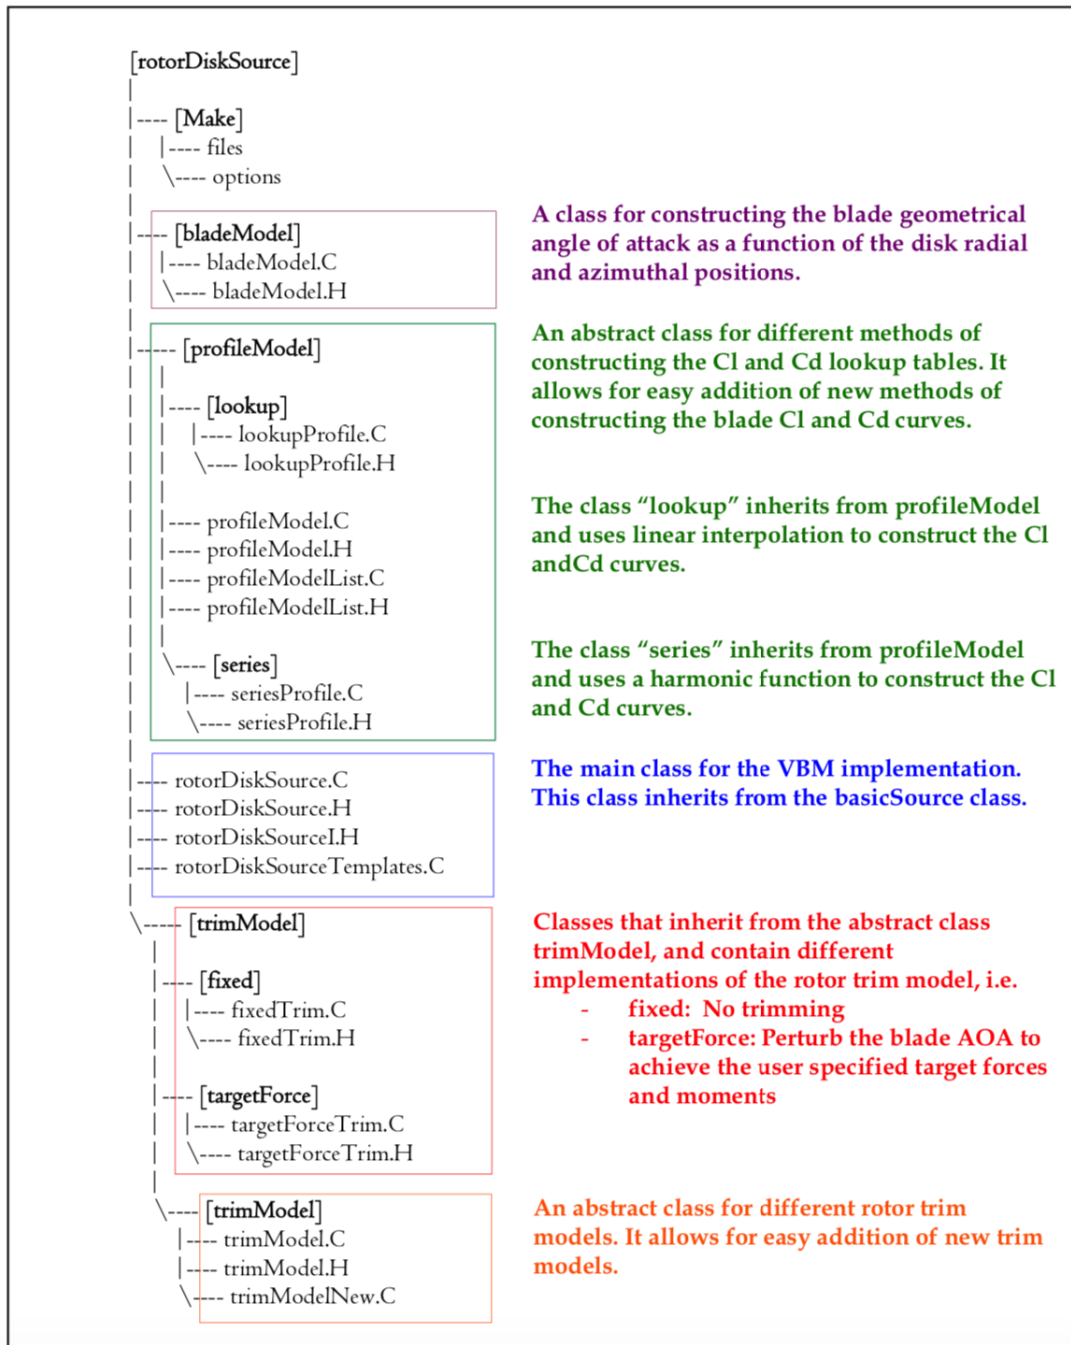 [rotorDiskSource]
|
|---- [Make]
| |---- files
| \---- options
|
|---- [bladeModel]
| |---- bladeModel.C
| \---- bladeModel.H
A class for constructing the blade geometrical
angle of attack as a function of the disk radial
and azimuthal positions.
|
|----- [profileModel]
| |
| |---- [lookup]
| | |---- lookupProfile.C
| | \---- lookupProfile.H
| |
| |---- profileModel.C
| |---- profileModel.H
| |---- profileModelList.C
| |---- profileModelList.H
| |
| \---- [series]
| |---- seriesProfile.C
| \---- seriesProfile.H
An abstract class for different methods of
constructing the Cl and Cd lookup tables. It
allows for easy addition of new methods of
constructing the blade Cl and Cd curves.
The class “lookup” inherits from profileModel
and uses linear interpolation to construct the Cl
andCd curves.
The class “series” inherits from profileModel
and uses a harmonic function to construct the Cl
and Cd curves.
|
|---- rotorDiskSource.C
|---- rotorDiskSource.H
|---- rotorDiskSourceI.H
|---- rotorDiskSourceTemplates.C
The main class for the VBM implementation.
This class inherits from the basicSource class.
|
\----- [trimModel]
|
|---- [fixed]
| |---- fixedTrim.C
| \---- fixedTrim.H
|
|---- [targetForce]
| |---- targetForceTrim.C
| \---- targetForceTrim.H
Classes that inherit from the abstract class
trimModel, and contain different
implementations of the rotor trim model, i.e.
- fixed: No trimming
- targetForce: Perturb the blade AOA to
achieve the user specified target forces
and moments
|
\---- [trimModel]
|---- trimModel.C
|---- trimModel.H
\---- trimModelNew.C
An abstract class for different rotor trim
models. It allows for easy addition of new trim
models.